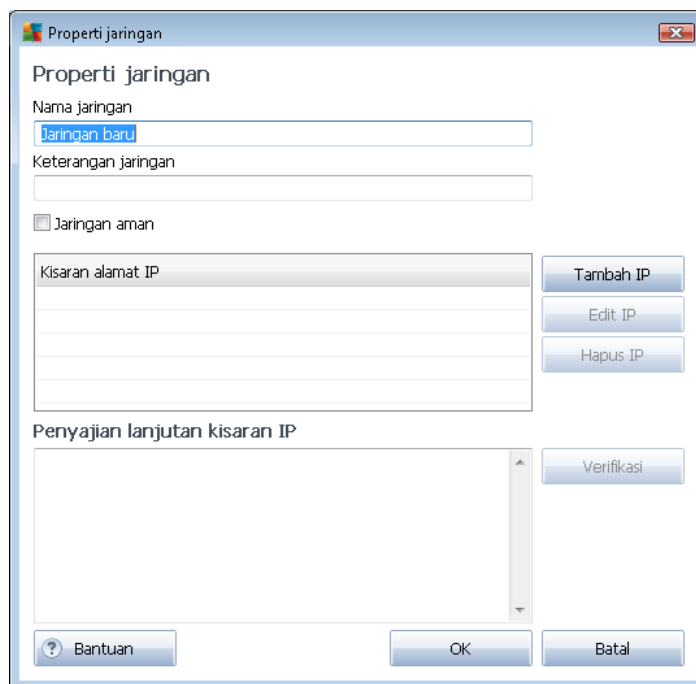 Properti jaringan
Properti jaringan
Nama jaringan
Jaringan baru
Keterangan jaringan
Jaringan aman
Kisaran alamat IP
Tambah IP
Edit IP
Hapus IP
Penyajian lanjutan kisaran IP
Verifikasi
? Bantuan
OK
Batal